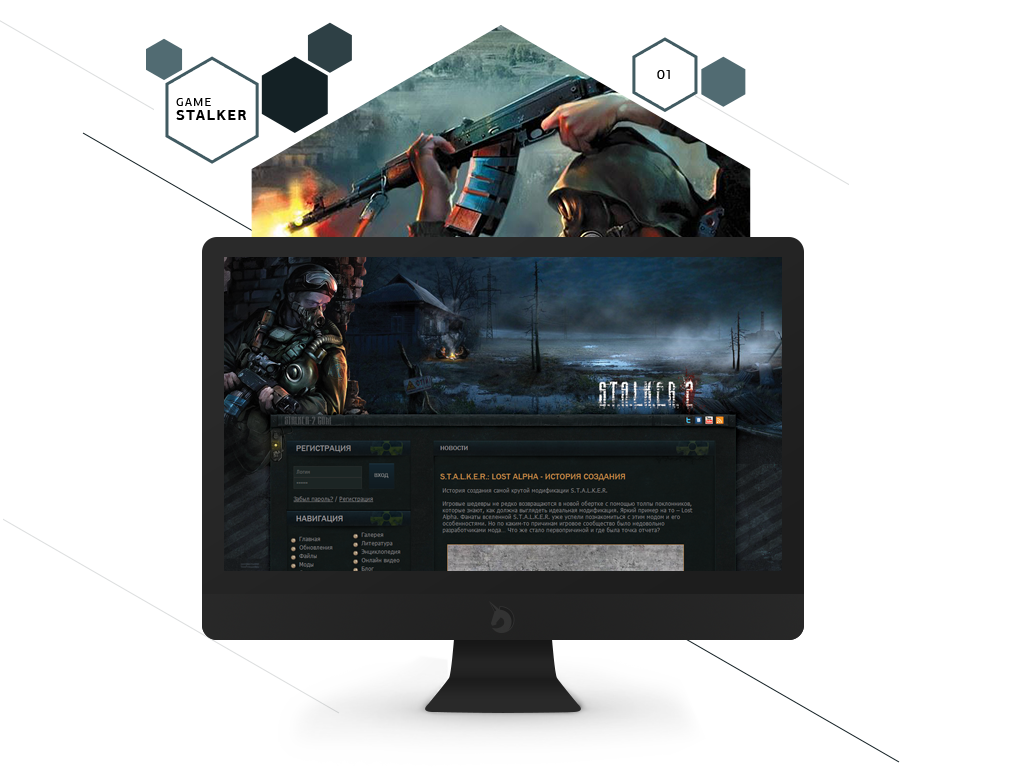 GAME
STALKER
01
S.T.A.L.K.E.R 2
РЕГИСТРАЦИЯ
Логин
ВХОД
Забыл пароль? / Регистрация
НАВИГАЦИЯ
Главная
Обновления
Файлы
Моды
Галерея
Литература
Энциклопедия
Онлайн видео
Блог
НОВОСТИ
S.T.A.L.K.E.R.: LOST ALPHA - ИСТОРИЯ СОЗДАНИЯ
История создания самой крутой модификации S.T.A.L.K.E.R.
Игровые шедевры не редко возвращаются в новой обертке с помощью толпы поклонников,
которые знают, как должна выглядеть идеальная модификация. Яркий пример на то – Lost
Alpha. Фанаты вселенной S.T.A.L.K.E.R. уже успели познакомиться с этим модом и его
особенностями. Но по каким-то причинам игровое сообщество было недовольно
разработчиками мода . Что же стало первопричиной и где была точка отчета?